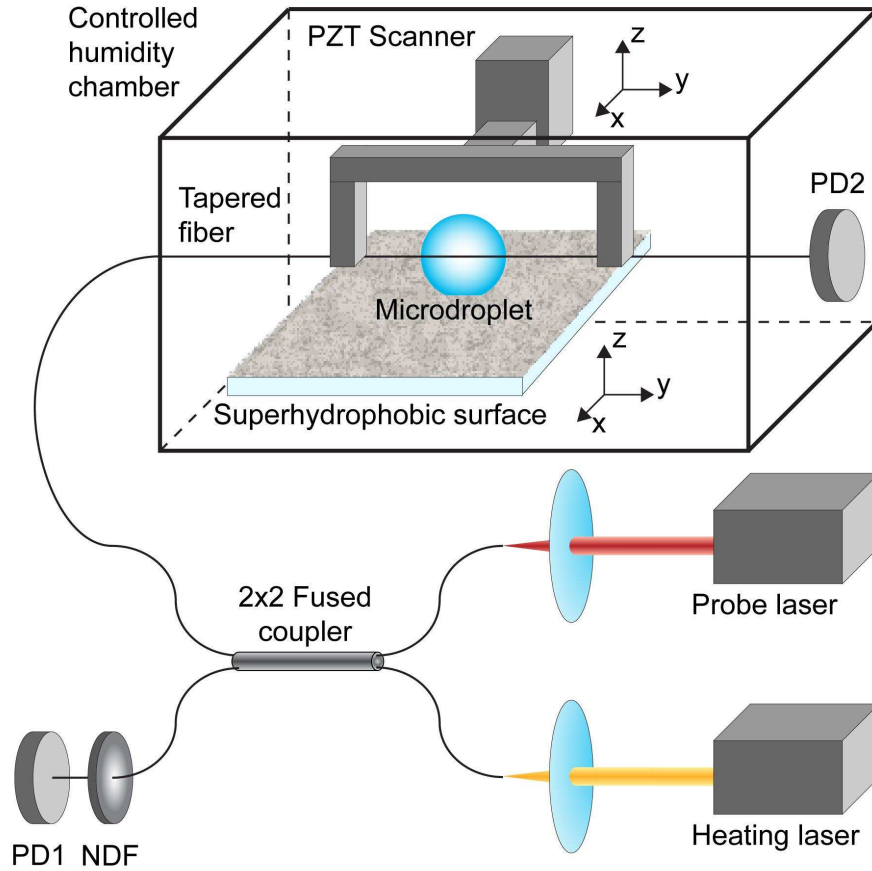 Controlled
humidity
chamber
PZT Scanner
z
y
x
Tapered
fiber
PD2
Microdroplet
z
y
x
Superhydrophobic surface
2x2 Fused
coupler
Probe laser
Heating laser
PD1 NDF